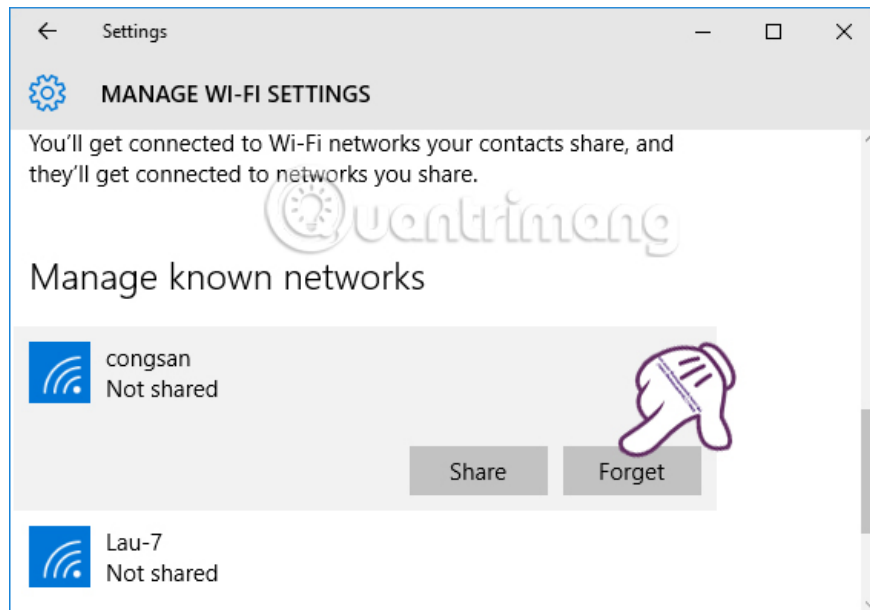 Settings
MANAGE WI-FI SETTINGS
You'll get connected to Wi-Fi networks your contacts share, and
they'll get connected to networks you share.
Quantrimang
Manage known networks
congsan
Not shared
Share
Forget
Lau-7
Not shared